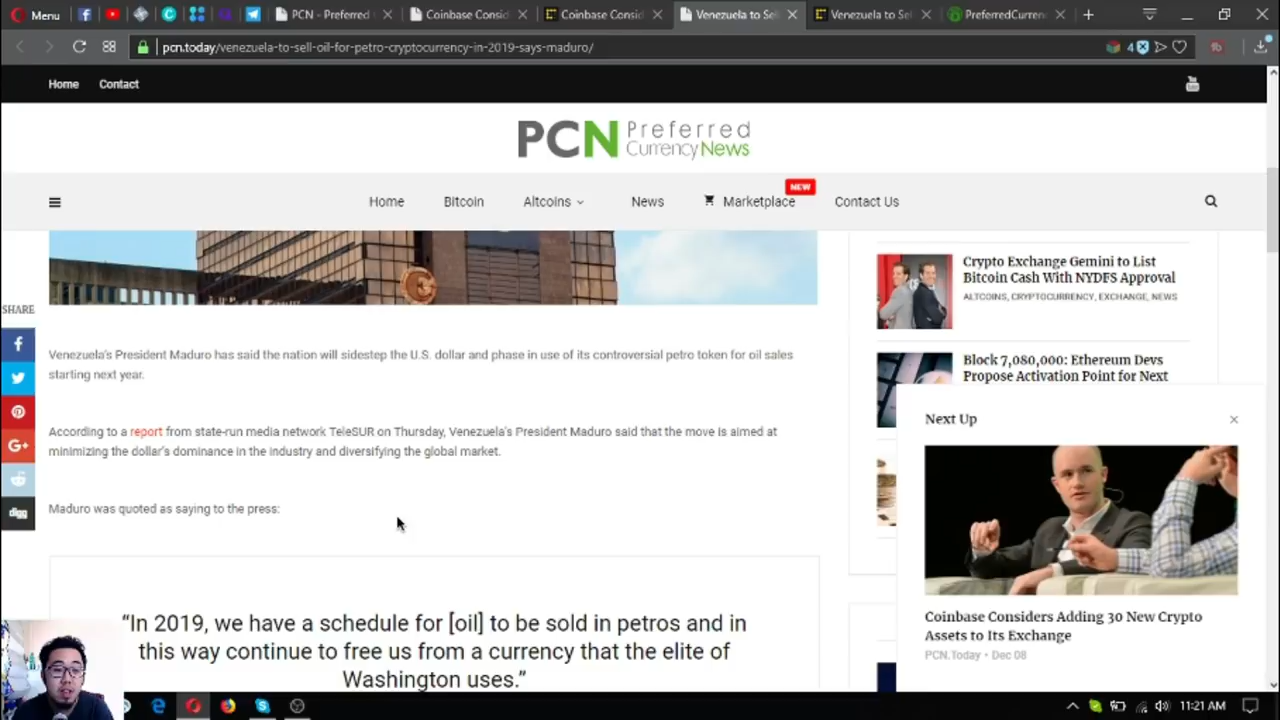 Menu
PCN - Preferred
Coinbase Consid
Coinbase Consid
Venezuela to Sel
Venezuela to Sel
PreferredCurren
pcn.today/venezuela-to-sell-oil-for-petro-cryptocurrency-in-2019-says-maduro/
4
Home Contact
PCN Preferred
CurrencyNews
NEW
Home Bitcoin Altcoins News Marketplace Contact Us
SHARE
digg
Venezuela's President Maduro has said the nation will sidestep the U.S. dollar and phase in use of its controversial petro token for oil sales
starting next year.
According to a report from state-run media network TeleSUR on Thursday, Venezuela's President Maduro said that the move is aimed at
minimizing the dollar's dominance in the industry and diversifying the global market.
Maduro was quoted as saying to the press:
“In 2019, we have a schedule for [oil] to be sold in petros and in
this way continue to free us from a currency that the elite of
Washington uses.”
Crypto Exchange Gemini to List
Bitcoin Cash With NYDFS Approval
ALTCOINS, CRYPTOCURRENCY, EXCHANGE, NEWS
Block 7,080,000: Ethereum Devs
Propose Activation Point for Next
Next Up
Coinbase Considers Adding 30 New Crypto
Assets to Its Exchange
PCN.Today • Dec 08
11:21 AM